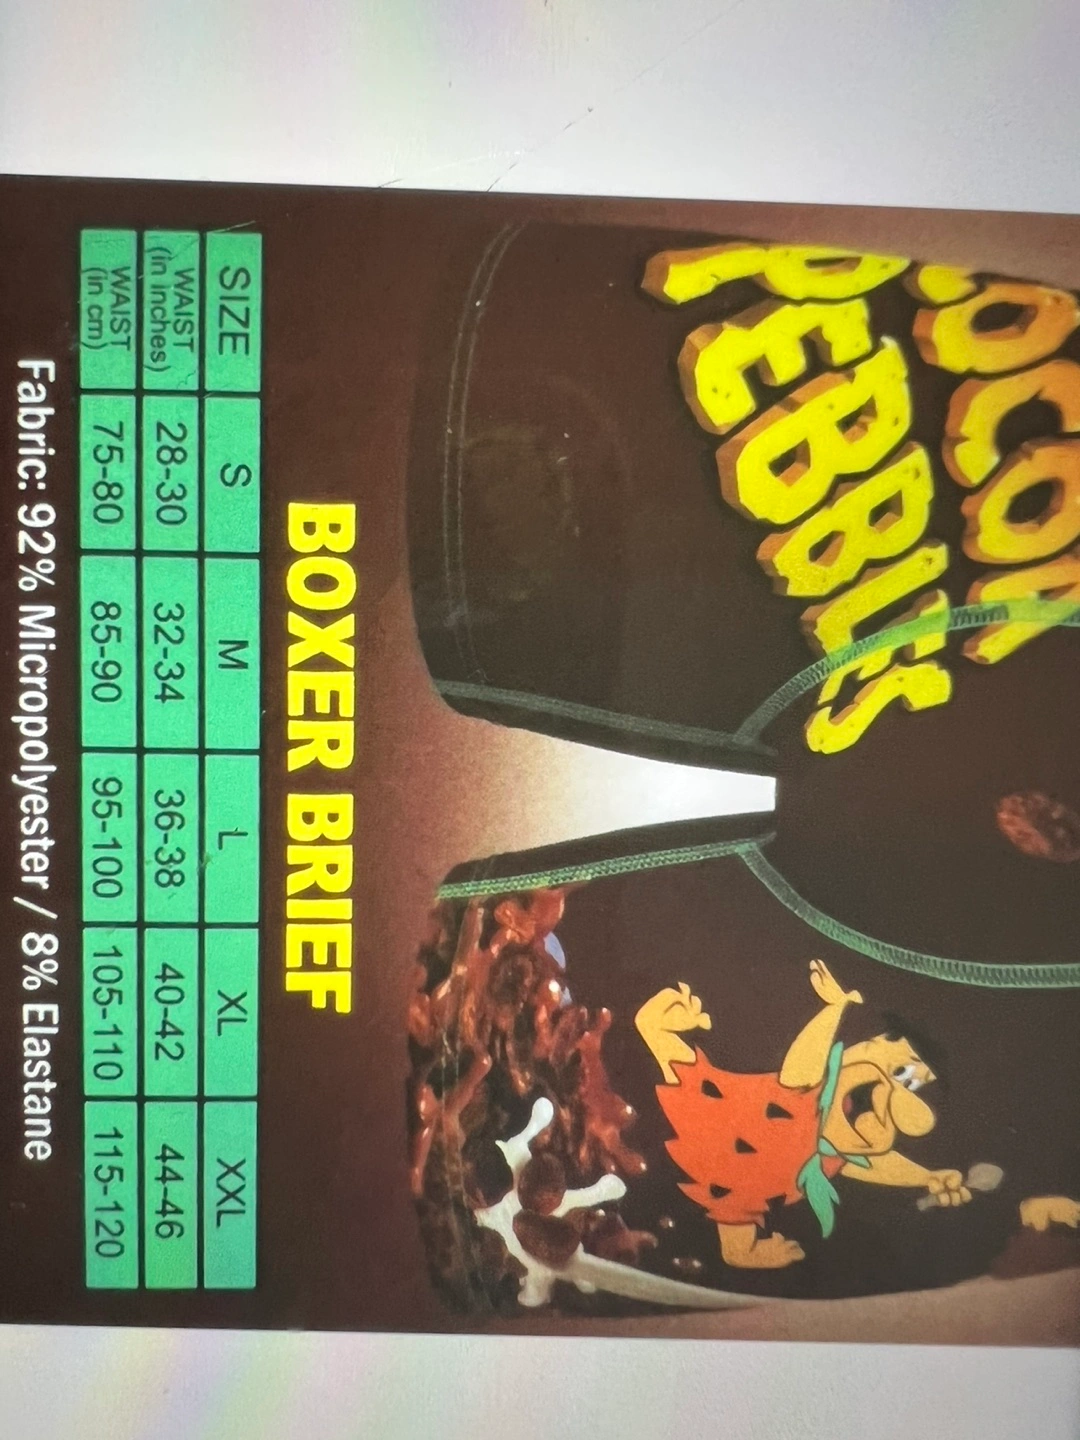 COCOA
PEBBLES
BOXER BRIEF
SIZE S M L XL XXL
WAIST (in inches) 28-30 32-34 36-38 40-42 44-46
WAIST (in cm) 75-80 85-90 95-100 105-110 115-120
Fabric: 92% Micropolyester / 8% Elastane